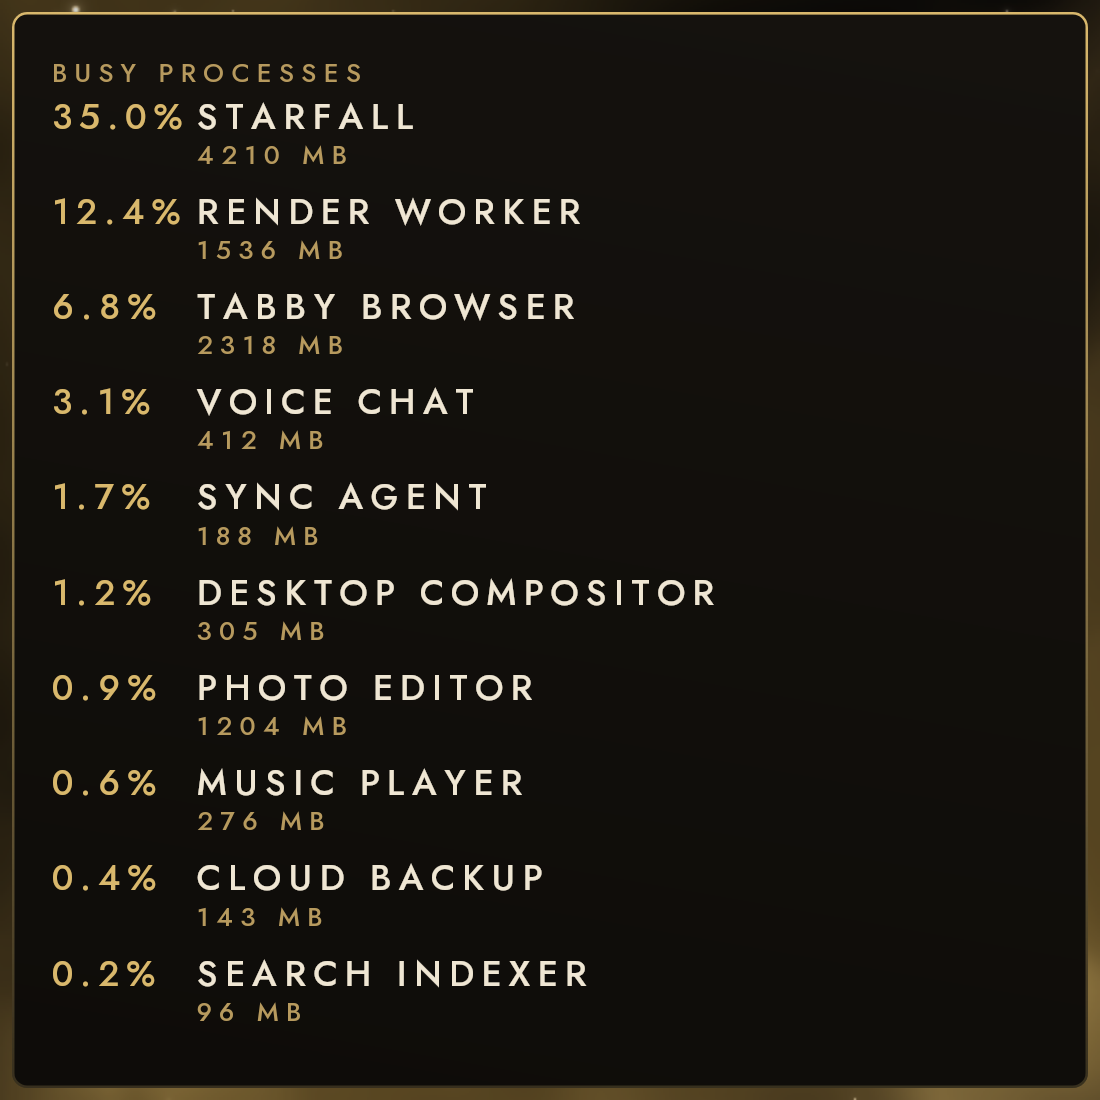 BUSY PROCESSES
35.0% STARFALL
4210 MB
12.4% RENDER WORKER
1536 MB
6.8% TABBY BROWSER
2318 MB
3.1% VOICE CHAT
412 MB
1.7% SYNC AGENT
188 MB
1.2% DESKTOP COMPOSITOR
305 MB
0.9% PHOTO EDITOR
1204 MB
0.6% MUSIC PLAYER
276 MB
0.4% CLOUD BACKUP
143 MB
0.2% SEARCH INDEXER
96 MB